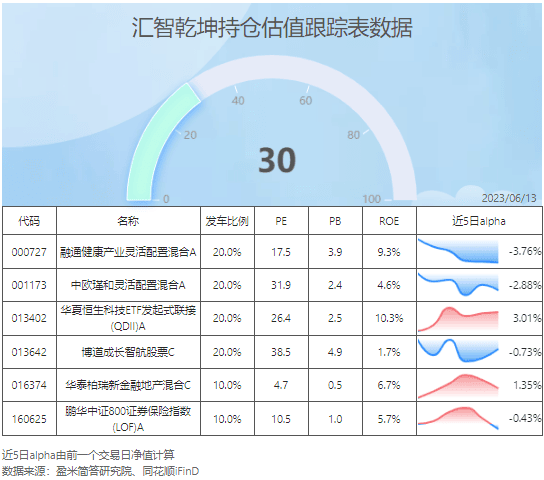 汇智乾坤持仓估值跟踪表数据
0
20
40
60
80
100
30
2023/06/13
代码 名称 发车比例 PE PB ROE 近5日alpha
000727 融通健康产业灵活配置混合A 20.0% 17.5 3.9 9.3% -3.76%
001173 中欧瑾和灵活配置混合A 20.0% 31.9 2.4 4.6% -2.88%
013402 华夏恒生科技ETF发起式联接(QDII)A 20.0% 26.4 2.5 10.3% 3.01%
013642 博道成长智航股票C 20.0% 38.5 4.9 1.7% -0.73%
016374 华泰柏瑞新金融地产混合C 10.0% 4.7 0.5 6.7% 1.35%
160625 鹏华中证800证券保险指数(LOF)A 10.0% 10.5 1.0 5.7% -0.43%
近5日alpha由前一个交易日净值计算
数据来源：盈米简答研究院、同花顺iFinD